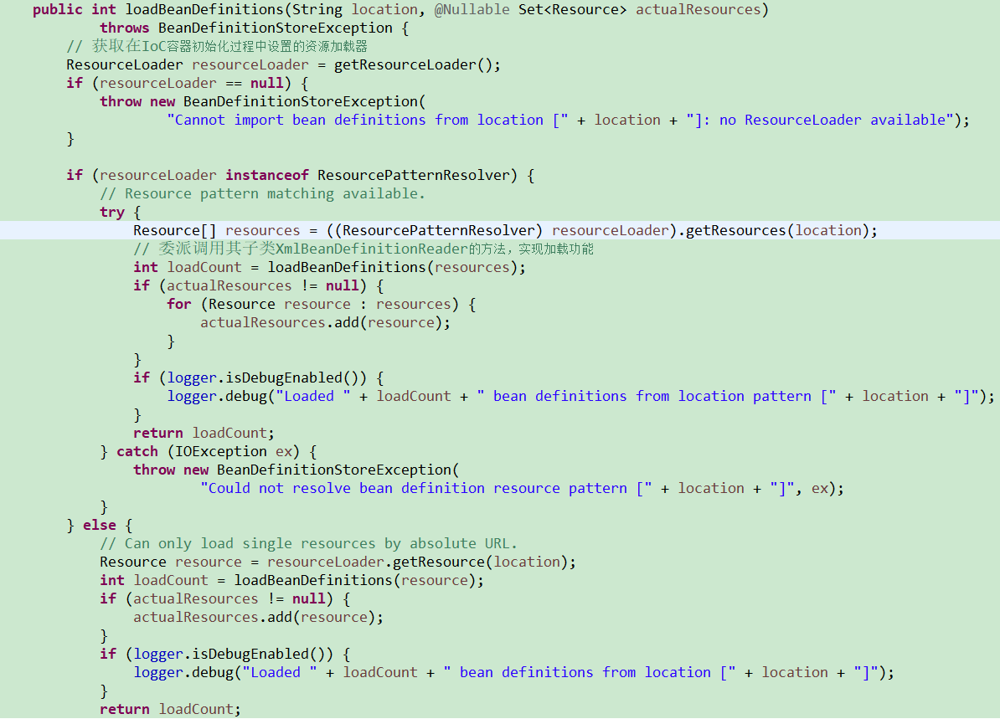 public int loadBeanDefinitions(String location, @Nullable Set<Resource> actualResources)
throws BeanDefinitionStoreException {
// 获取在IoC容器初始化过程中设置的资源加载器
ResourceLoader resourceLoader = getResourceLoader();
if (resourceLoader == null) {
throw new BeanDefinitionStoreException(
"Cannot import bean definitions from location [" + location + "]: no ResourceLoader available");
}
if (resourceLoader instanceof ResourcePatternResolver) {
// Resource pattern matching available.
try {
Resource[] resources = ((ResourcePatternResolver) resourceLoader).getResources(location);
// 委派调用其子类XmlBeanDefinitionReader的方法，实现加载功能
int loadCount = loadBeanDefinitions(resources);
if (actualResources != null) {
for (Resource resource : resources) {
actualResources.add(resource);
}
}
if (logger.isDebugEnabled()) {
logger.debug("Loaded " + loadCount + " bean definitions from location pattern [" + location + "]");
}
return loadCount;
} catch (IOException ex) {
throw new BeanDefinitionStoreException(
"Could not resolve bean definition resource pattern [" + location + "]", ex);
}
} else {
// Can only load single resources by absolute URL.
Resource resource = resourceLoader.getResource(location);
int loadCount = loadBeanDefinitions(resource);
if (actualResources != null) {
actualResources.add(resource);
}
if (logger.isDebugEnabled()) {
logger.debug("Loaded " + loadCount + " bean definitions from location [" + location + "]");
}
return loadCount;